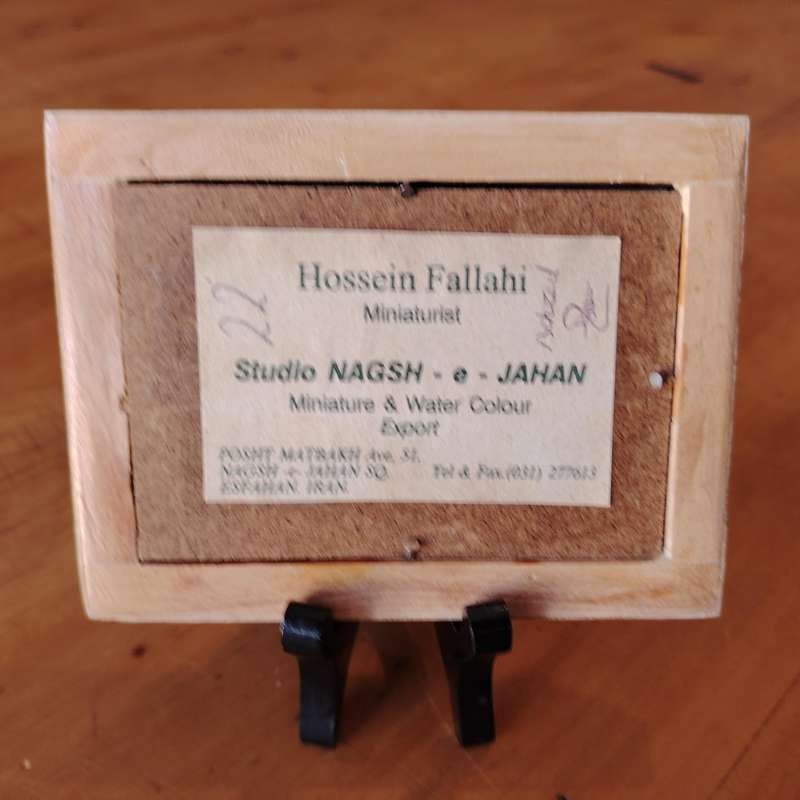 Hossein Fallahi
Miniaturist
Studio NAGSH - e - JAHAN
Miniature & Water Colour
Export
POSHT MATBAKH Ave, 51,
NAGSH -e- JAHAN SQ. Tel & Fax.(031) 277613
ESFAHAN. IRAN.
22